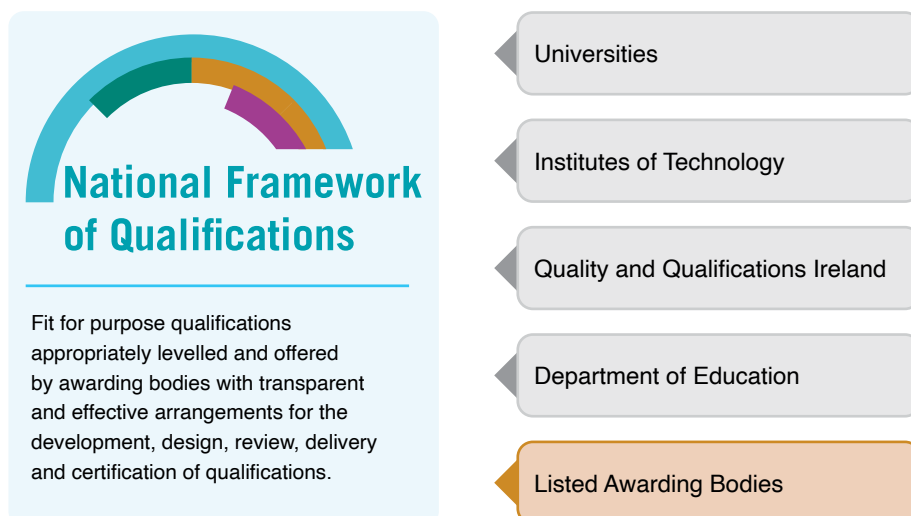 National Framework
of Qualifications
Fit for purpose qualifications
appropriately levelled and offered
by awarding bodies with transparent
and effective arrangements for the
development, design, review, delivery
and certification of qualifications.
Universities
Institutes of Technology
Quality and Qualifications Ireland
Department of Education
Listed Awarding Bodies